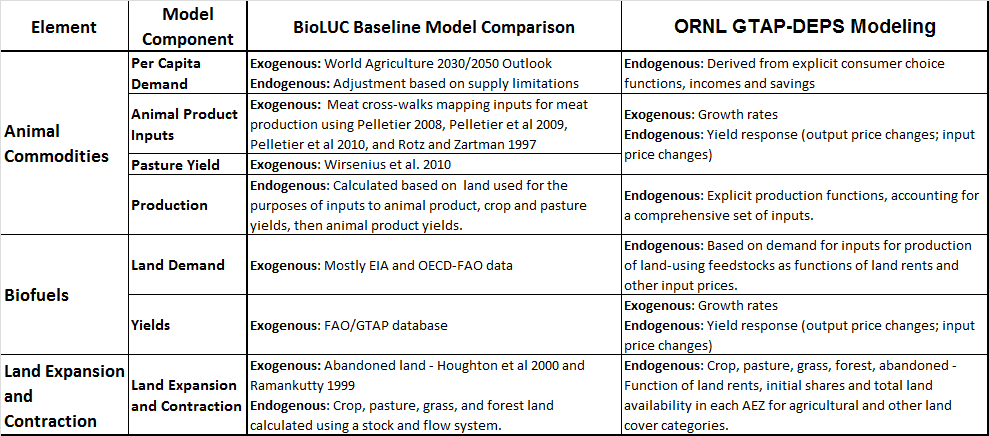 Element
Model
Component
BioLUC Baseline Model Comparison
ORNL GTAP-DEPS Modeling
Animal
Commodities
Per Capita
Demand
Exogenous: World Agriculture 2030/2050 Outlook
Endogenous: Adjustment based on supply limitations
Endogenous: Derived from explicit consumer choice
functions, incomes and savings
Animal Product
Inputs
Exogenous: Meat cross-walks mapping inputs for meat
production using Pelletier 2008, Pelletier et al 2009,
Pelletier et al 2010, and Rotz and Zartman 1997
Exogenous: Growth rates
Endogenous: Yield response (output price changes; input
price changes)
Pasture Yield
Exogenous: Wirsenius et al. 2010
Production
Endogenous: Calculated based on land used for the
purposes of inputs to animal product, crop and pasture
yields, then animal product yields.
Endogenous: Explicit production functions, accounting for
a comprehensive set of inputs.
Biofuels
Land Demand
Exogenous: Mostly EIA and OECD-FAO data
Endogenous: Based on demand for inputs for production
of land-using feedstocks as functions of land rents and
other input prices.
Yields
Exogenous: FAO/GTAP database
Exogenous: Growth rates
Endogenous: Yield response (output price changes; input
price changes)
Land Expansion
and
Contraction
Land Expansion
and Contraction
Exogenous: Abandoned land - Houghton et al 2000 and
Ramankutty 1999
Endogenous: Crop, pasture, grass, and forest land
calculated using a stock and flow system.
Endogenous: Crop, pasture, grass, forest, abandoned -
Function of land rents, initial shares and total land
availability in each AEZ for agricultural and other land
cover categories.